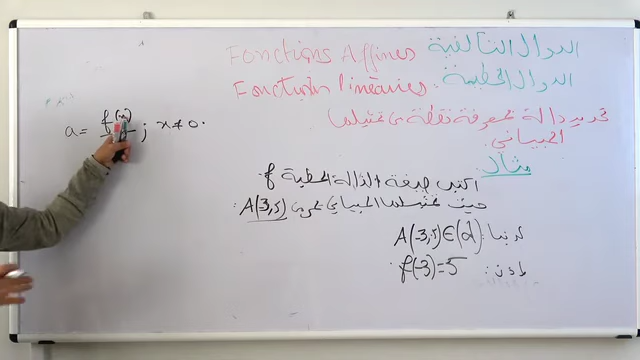 Fonctions Affines الدوال التآلفية
Fonctions linéaires. الدوال الخطية
تحديد دالة بمعرفة نقطة من تمثيلها
البياني
مثال
اكتب صيغة الدالة الخطية f
حيث تمثيلها البياني يمر من A(-3,5)
لدينا: A(-3,5)∈(d)
إذن: f(-3)=5
a= f(x) ; x≠0.